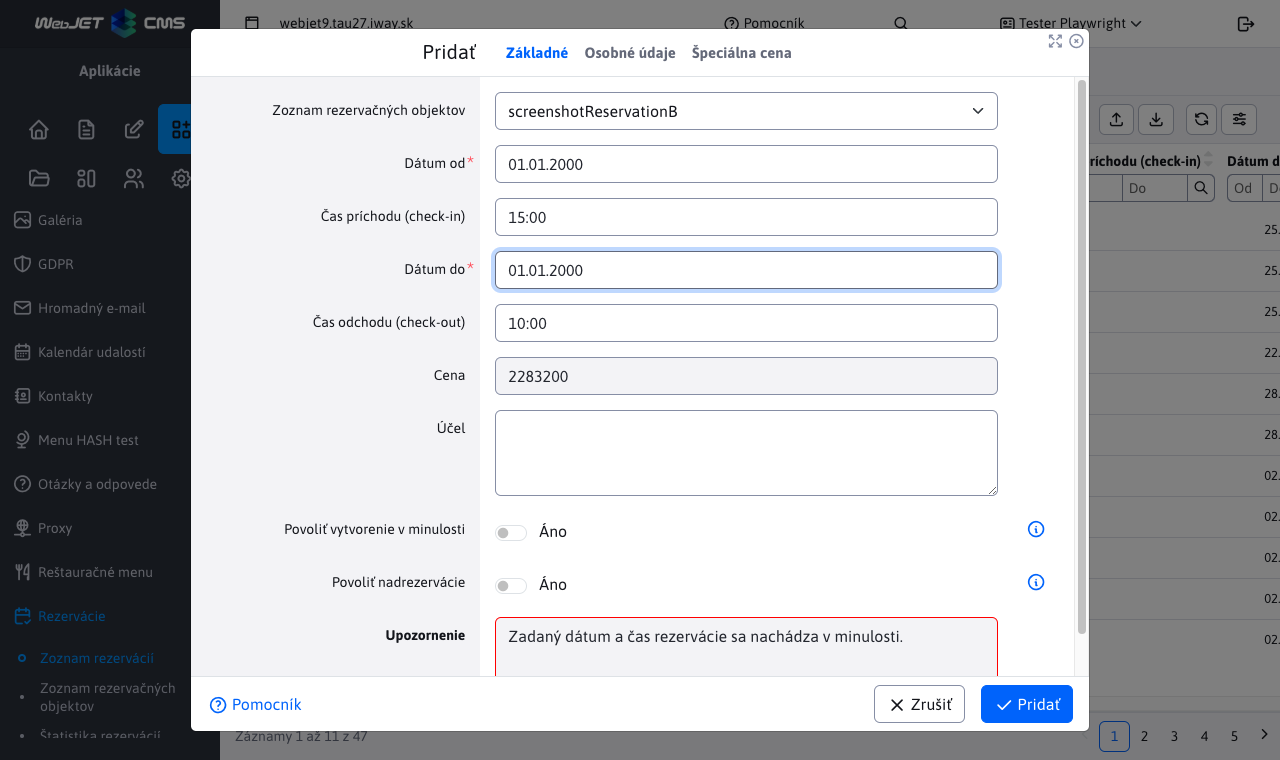 WebJET CMS
webjet9.tau27.iway.sk
Pomocník
Tester Playwright
Aplikácie
Galéria
GDPR
Hromadný e-mail
Kalendár udalostí
Kontakty
Menu HASH test
Otázky a odpovede
Proxy
Reštauračné menu
Rezervácie
Zoznam rezervácií
Zoznam rezervačných
objektov
Štatistika rezervácií
Pridať
Základné
Osobné údaje
Špeciálna cena
Zoznam rezervačných objektov
screenshotReservationB
Dátum od*
01.01.2000
Čas príchodu (check-in)
15:00
Dátum do*
01.01.2000
Čas odchodu (check-out)
10:00
Cena
2283200
Účel
Povoliť vytvorenie v minulosti
Áno
Povoliť nadrezervácie
Áno
Upozornenie
Zadaný dátum a čas rezervácie sa nachádza v minulosti.
Pomocník
Zrušiť
Pridať
ríchodu (check-in)
Dátum d
Do
Od
D
25.
25.
25.
22.
28.
28.
02.
02.
02.
02.
02.
Záznamy 1 až 11 z 47
1 2 3 4 5